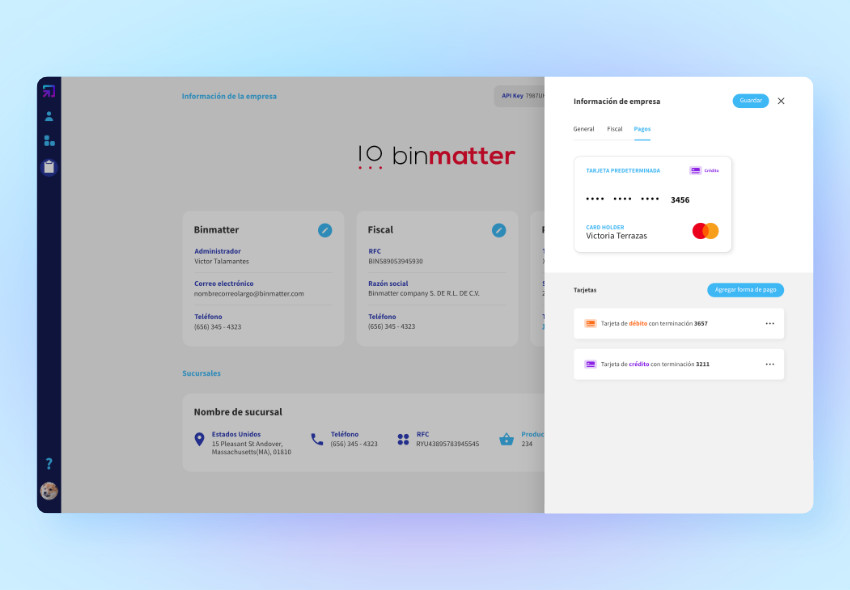 Información de la empresa
API Key
IO binmatter
Binmatter
Administrador
Victor Talamantes
Correo electrónico
nombrecorreolargo@binmatter.com
Teléfono
(656) 345 - 4323
Fiscal
RFC
BIN589053945930
Razón social
Binmatter company S. DE R.L. DE C.V.
Teléfono
(656) 345 - 4323
Sucursales
Nombre de sucursal
Estados Unidos
15 Pleasant St Andover,
Massachusetts(MA), 01810
Teléfono
(656) 345 - 4323
RFC
RYU43895783945545
Produc
234
?
Información de empresa
Guardar
General
Fiscal
Pagos
TARJETA PREDETERMINADA
Crédito
•••• •••• •••• 3456
CARD HOLDER
Victoria Terrazas
Tarjetas
Agregar forma de pago
Tarjeta de débito con terminación 3657
Tarjeta de crédito con terminación 3211